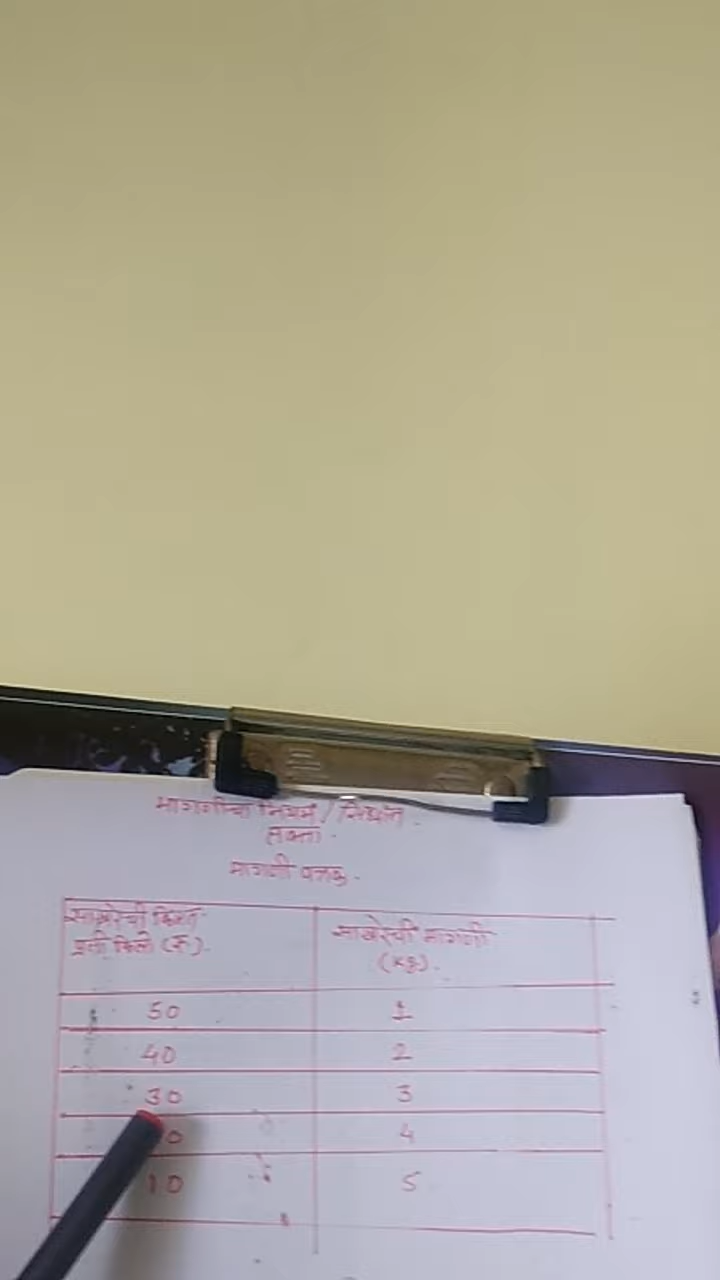 मागणीचा नियम / सिद्धांत .
(तक्ता) .
मागणी पत्रक .
साखरेची किंमत साखरेची मागणी
प्रती किलो (रु). (Kg).
50 1
40 2
30 3
0 4
10 5